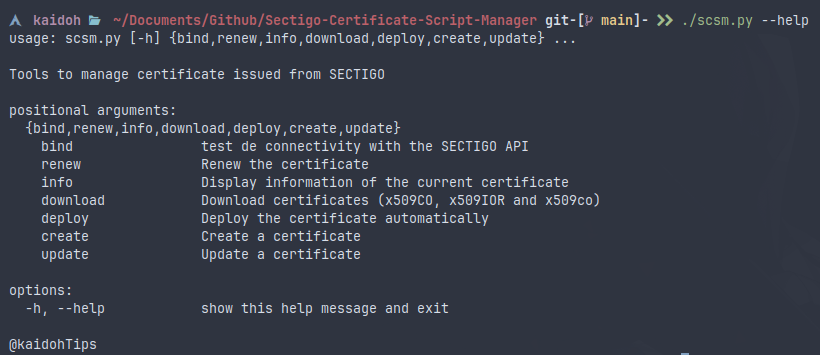 kaidoh ~/Documents/Github/Sectigo-Certificate-Script-Manager git-[ main]- ❯❯ ./scsm.py --help
usage: scsm.py [-h] {bind,renew,info,download,deploy,create,update} ...
Tools to manage certificate issued from SECTIGO
positional arguments:
{bind,renew,info,download,deploy,create,update}
bind test de connectivity with the SECTIGO API
renew Renew the certificate
info Display information of the current certificate
download Download certificates (x509CO, x509IOR and x509co)
deploy Deploy the certificate automatically
create Create a certificate
update Update a certificate
options:
-h, --help show this help message and exit
@kaidohTips